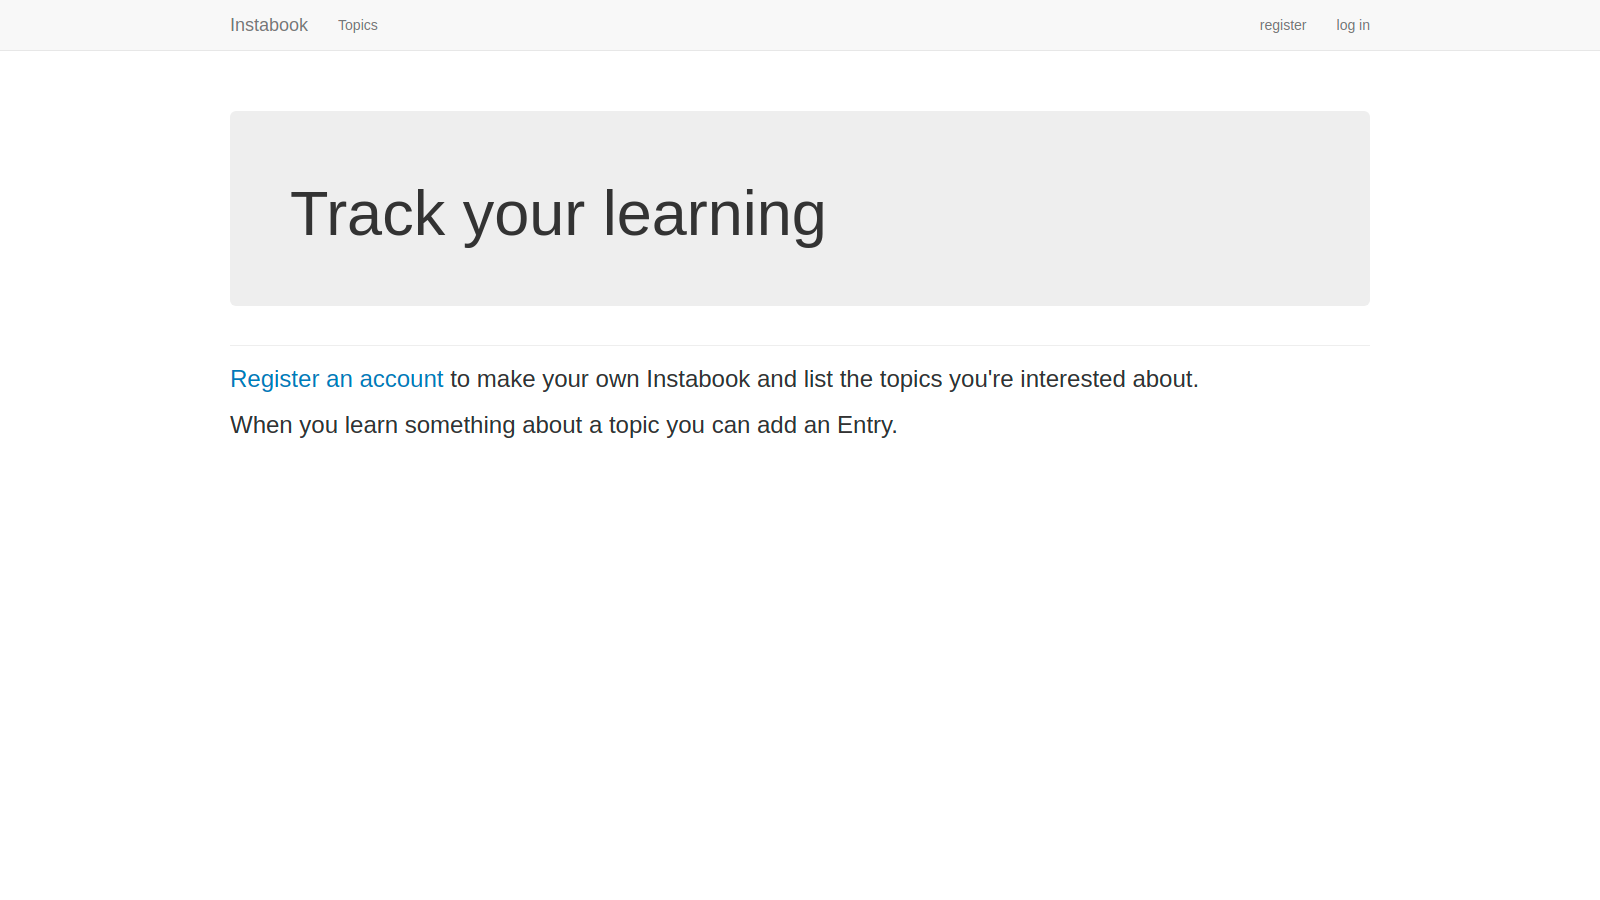 Instabook Topics register log in
Track your learning
Register an account to make your own Instabook and list the topics you're interested about.
When you learn something about a topic you can add an Entry.